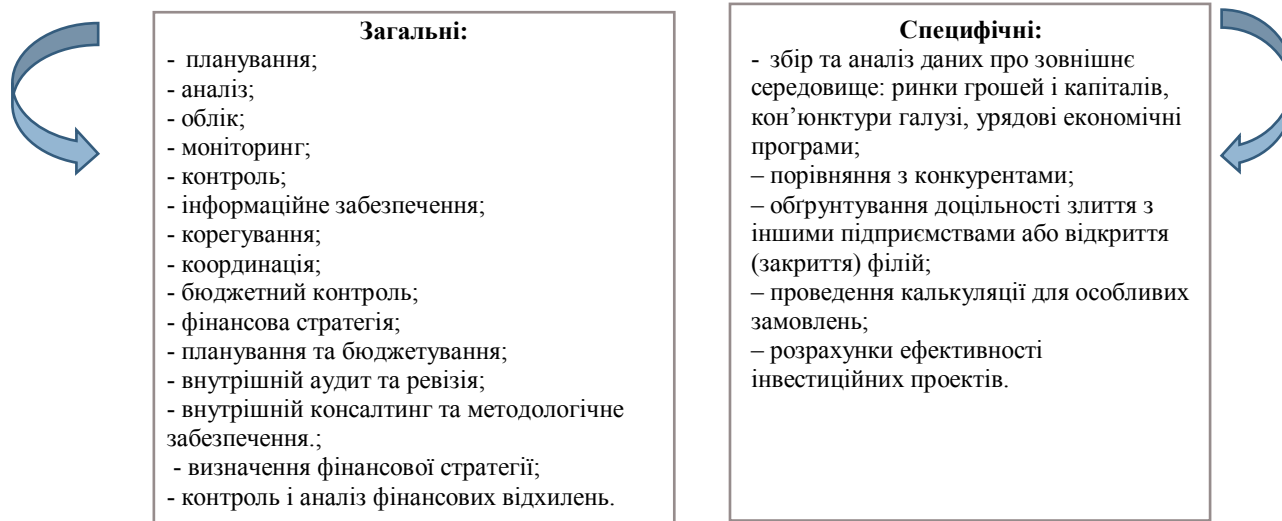 Загальні:
- планування;
- аналіз;
- облік;
- моніторинг;
- контроль;
- інформаційне забезпечення;
- корегування;
- координація;
- бюджетний контроль;
- фінансова стратегія;
- планування та бюджетування;
- внутрішній аудит та ревізія;
- внутрішній консалтинг та методологічне
забезпечення.;
- визначення фінансової стратегії;
- контроль і аналіз фінансових відхилень.
Специфічні:
- збір та аналіз даних про зовнішнє
середовище: ринки грошей і капіталів,
кон’юнктури галузі, урядові економічні
програми;
– порівняння з конкурентами;
– обґрунтування доцільності злиття з
іншими підприємствами або відкриття
(закриття) філій;
– проведення калькуляції для особливих
замовлень;
– розрахунки ефективності
інвестиційних проектів.